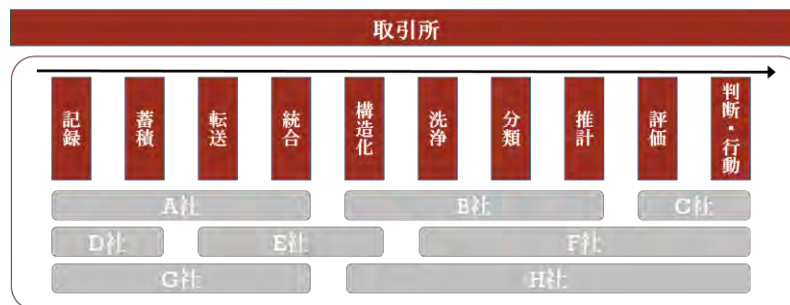 取引所
記録
蓄積
転送
統合
構造化
洗浄
分類
推計
評価
判断・行動
A社
B社
C社
D社
E社
F社
G社
H社